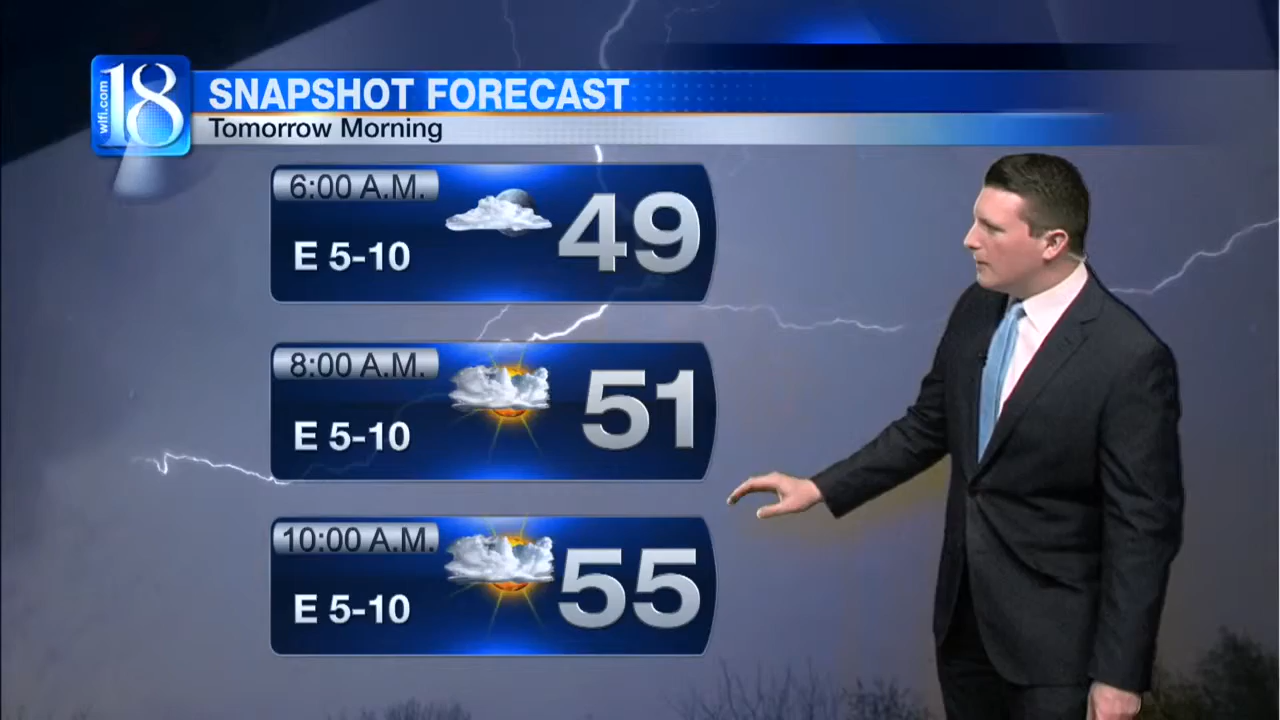 wlfi.com
18
SNAPSHOT FORECAST
Tomorrow Morning
6:00 A.M.
E 5-10
49
8:00 A.M.
E 5-10
51
10:00 A.M.
E 5-10
55